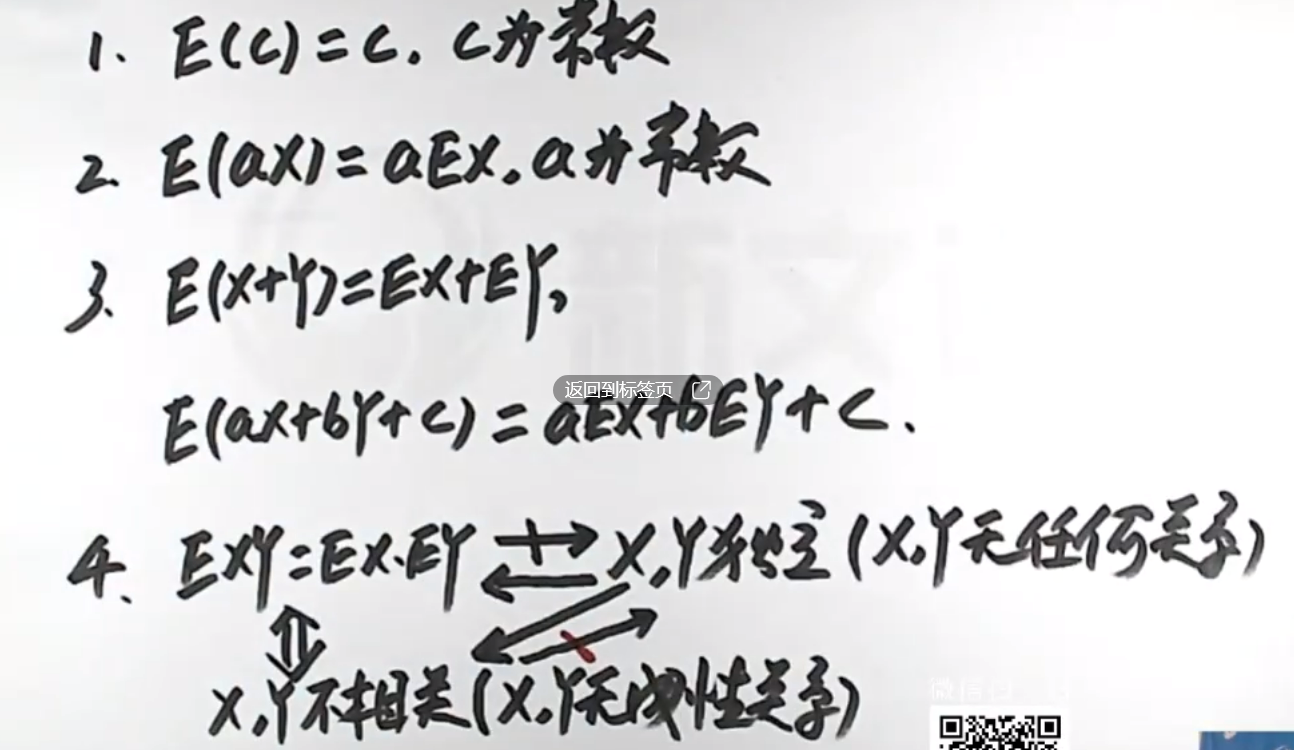 1. E(C)=C. C为常数
2. E(aX)=aEX. a为常数
新文
3. E(X+Y)=EX+EY,
返回到标签页
E(aX+bY+c)=aEX+bEY+c.
4. EXY=EX·EY ↛ X,Y独立(X,Y无任何关系)
←
⇕
X,Y不相关(X,Y无线性关系)
微信